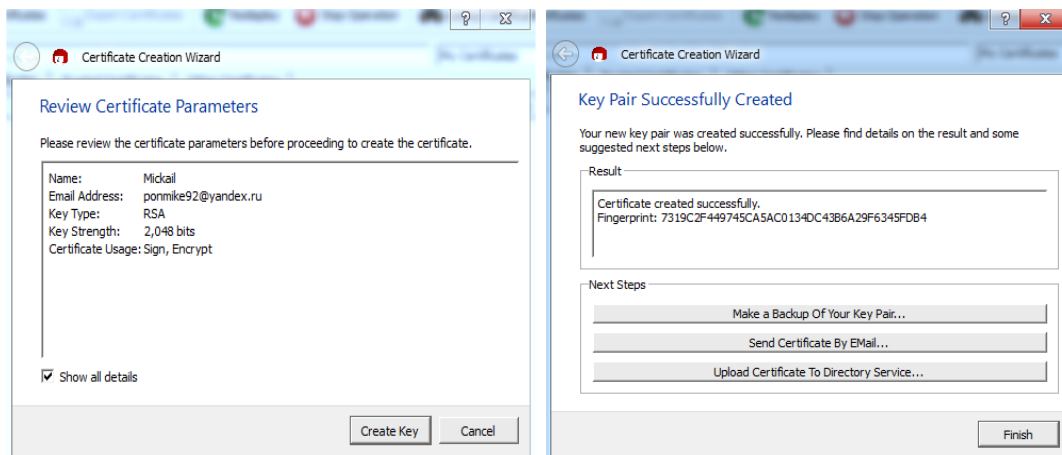 Certificate Creation Wizard
Review Certificate Parameters
Please review the certificate parameters before proceeding to create the certificate.
Name: Mickail
Email Address: ponmike92@yandex.ru
Key Type: RSA
Key Strength: 2,048 bits
Certificate Usage: Sign, Encrypt
Show all details
Create Key Cancel
Certificate Creation Wizard
Key Pair Successfully Created
Your new key pair was created successfully. Please find details on the result and some
suggested next steps below.
Result
Certificate created successfully.
Fingerprint: 7319C2F449745CA5AC0134DC43B6A29F6345FDB4
Next Steps
Make a Backup Of Your Key Pair...
Send Certificate By EMail...
Upload Certificate To Directory Service...
Finish